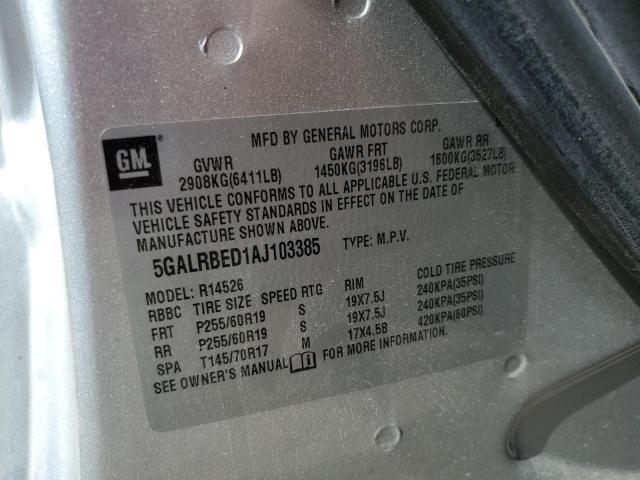 GM
®
MFD BY GENERAL MOTORS CORP.
GVWR GAWR FRT GAWR RR
2908KG(6411LB) 1450KG(3196LB) 1600KG(3527LB)
THIS VEHICLE CONFORMS TO ALL APPLICABLE U.S. FEDERAL MOTOR
VEHICLE SAFETY STANDARDS IN EFFECT ON THE DATE OF
MANUFACTURE SHOWN ABOVE.
5GALRBED1AJ103385 TYPE: M.P.V.
MODEL: R14526
RBBC TIRE SIZE SPEED RTG RIM COLD TIRE PRESSURE
FRT P255/60R19 S 19X7.5J 240KPA(35PSI)
RR P255/60R19 S 19X7.5J 240KPA(35PSI)
SPA T145/70R17 M 17X4.5B 420KPA(60PSI)
SEE OWNER'S MANUAL FOR MORE INFORMATION.